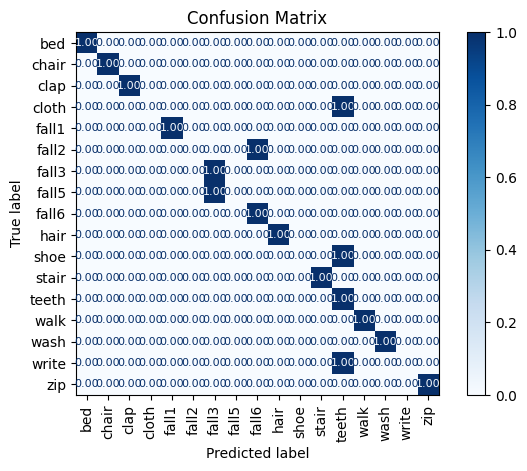 Confusion Matrix
True label
bed 1.00 0.00 0.00 0.00 0.00 0.00 0.00 0.00 0.00 0.00 0.00 0.00 0.00 0.00 0.00 0.00 0.00
chair 0.00 1.00 0.00 0.00 0.00 0.00 0.00 0.00 0.00 0.00 0.00 0.00 0.00 0.00 0.00 0.00 0.00
clap 0.00 0.00 1.00 0.00 0.00 0.00 0.00 0.00 0.00 0.00 0.00 0.00 0.00 0.00 0.00 0.00 0.00
cloth 0.00 0.00 0.00 0.00 0.00 0.00 0.00 0.00 0.00 0.00 0.00 0.00 1.00 0.00 0.00 0.00 0.00
fall1 0.00 0.00 0.00 0.00 1.00 0.00 0.00 0.00 0.00 0.00 0.00 0.00 0.00 0.00 0.00 0.00 0.00
fall2 0.00 0.00 0.00 0.00 0.00 0.00 0.00 0.00 1.00 0.00 0.00 0.00 0.00 0.00 0.00 0.00 0.00
fall3 0.00 0.00 0.00 0.00 0.00 0.00 1.00 0.00 0.00 0.00 0.00 0.00 0.00 0.00 0.00 0.00 0.00
fall5 0.00 0.00 0.00 0.00 0.00 0.00 1.00 0.00 0.00 0.00 0.00 0.00 0.00 0.00 0.00 0.00 0.00
fall6 0.00 0.00 0.00 0.00 0.00 0.00 0.00 0.00 1.00 0.00 0.00 0.00 0.00 0.00 0.00 0.00 0.00
hair 0.00 0.00 0.00 0.00 0.00 0.00 0.00 0.00 0.00 1.00 0.00 0.00 0.00 0.00 0.00 0.00 0.00
shoe 0.00 0.00 0.00 0.00 0.00 0.00 0.00 0.00 0.00 0.00 0.00 0.00 1.00 0.00 0.00 0.00 0.00
stair 0.00 0.00 0.00 0.00 0.00 0.00 0.00 0.00 0.00 0.00 0.00 1.00 0.00 0.00 0.00 0.00 0.00
teeth 0.00 0.00 0.00 0.00 0.00 0.00 0.00 0.00 0.00 0.00 0.00 0.00 1.00 0.00 0.00 0.00 0.00
walk 0.00 0.00 0.00 0.00 0.00 0.00 0.00 0.00 0.00 0.00 0.00 0.00 0.00 1.00 0.00 0.00 0.00
wash 0.00 0.00 0.00 0.00 0.00 0.00 0.00 0.00 0.00 0.00 0.00 0.00 0.00 0.00 1.00 0.00 0.00
write 0.00 0.00 0.00 0.00 0.00 0.00 0.00 0.00 0.00 0.00 0.00 0.00 1.00 0.00 0.00 0.00 0.00
zip 0.00 0.00 0.00 0.00 0.00 0.00 0.00 0.00 0.00 0.00 0.00 0.00 0.00 0.00 0.00 0.00 1.00
bed chair clap cloth fall1 fall2 fall3 fall5 fall6 hair shoe stair teeth walk wash write zip
Predicted label
1.0
0.8
0.6
0.4
0.2
0.0